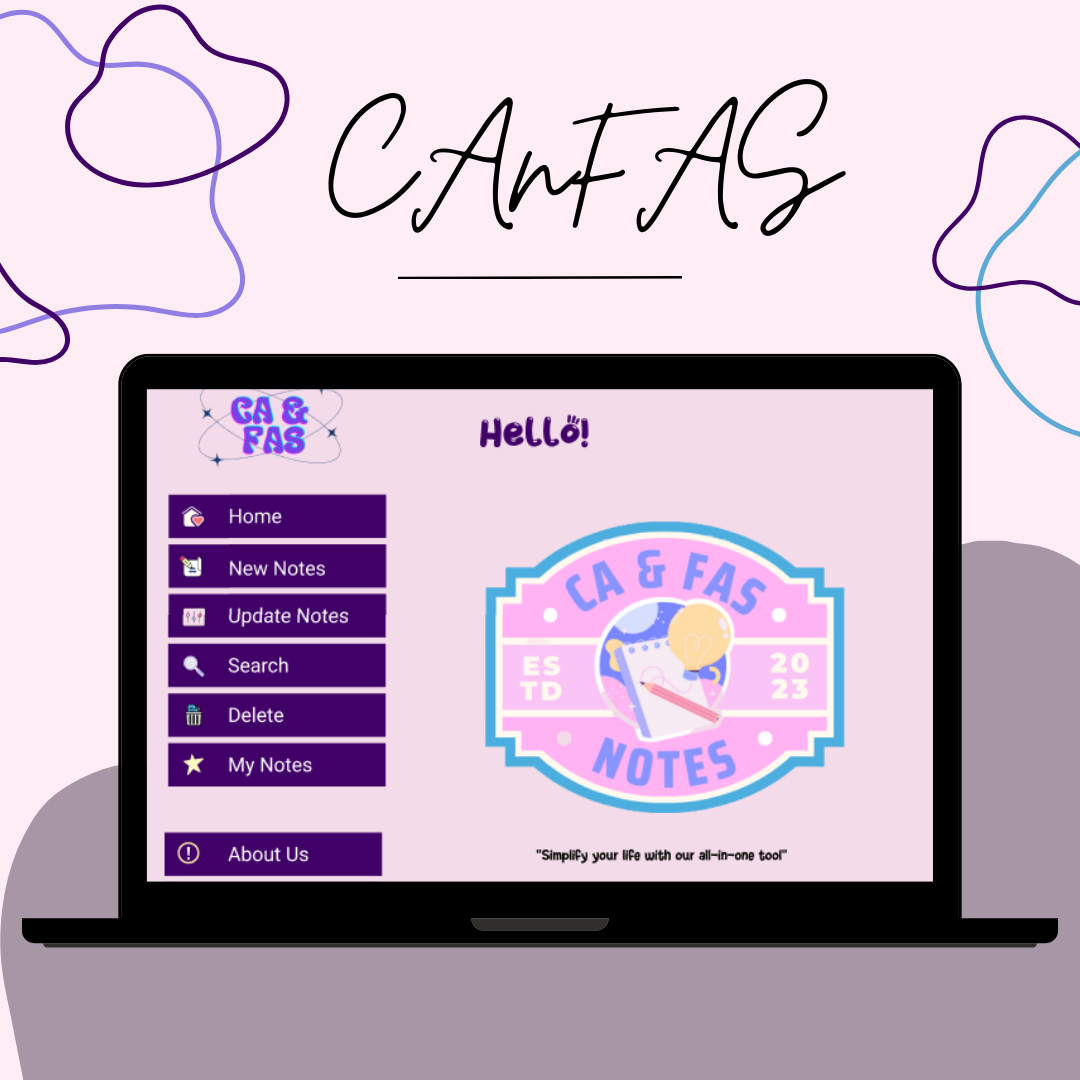 CAnFAS
CA &
FAS
Hello!
Home
New Notes
Update Notes
Search
Delete
My Notes
About Us
CA & FAS
ES
TD
20
23
NOTES
"Simplify your life with our all-in-one tool"